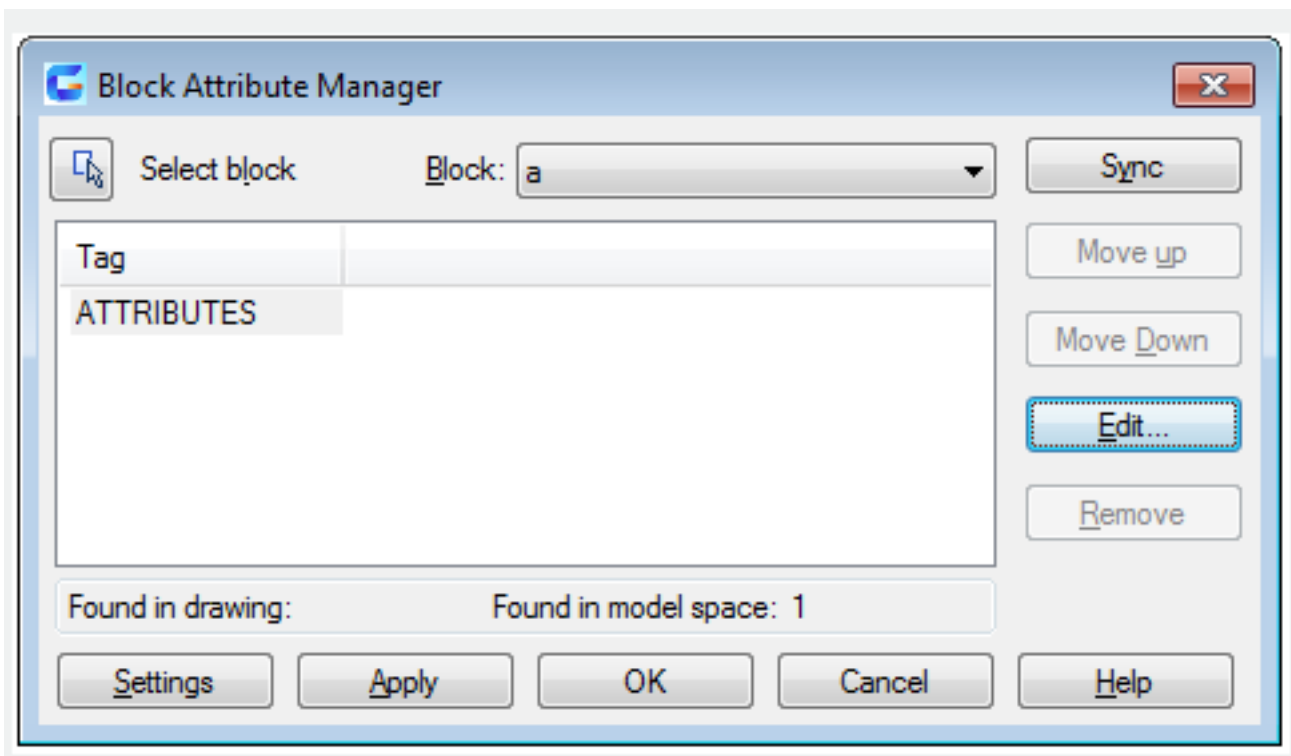 Block Attribute Manager
Select block Block: a Sync
Tag
Move up
ATTRIBUTES
Move Down
Edit...
Remove
Found in drawing: Found in model space: 1
Settings Apply OK Cancel Help